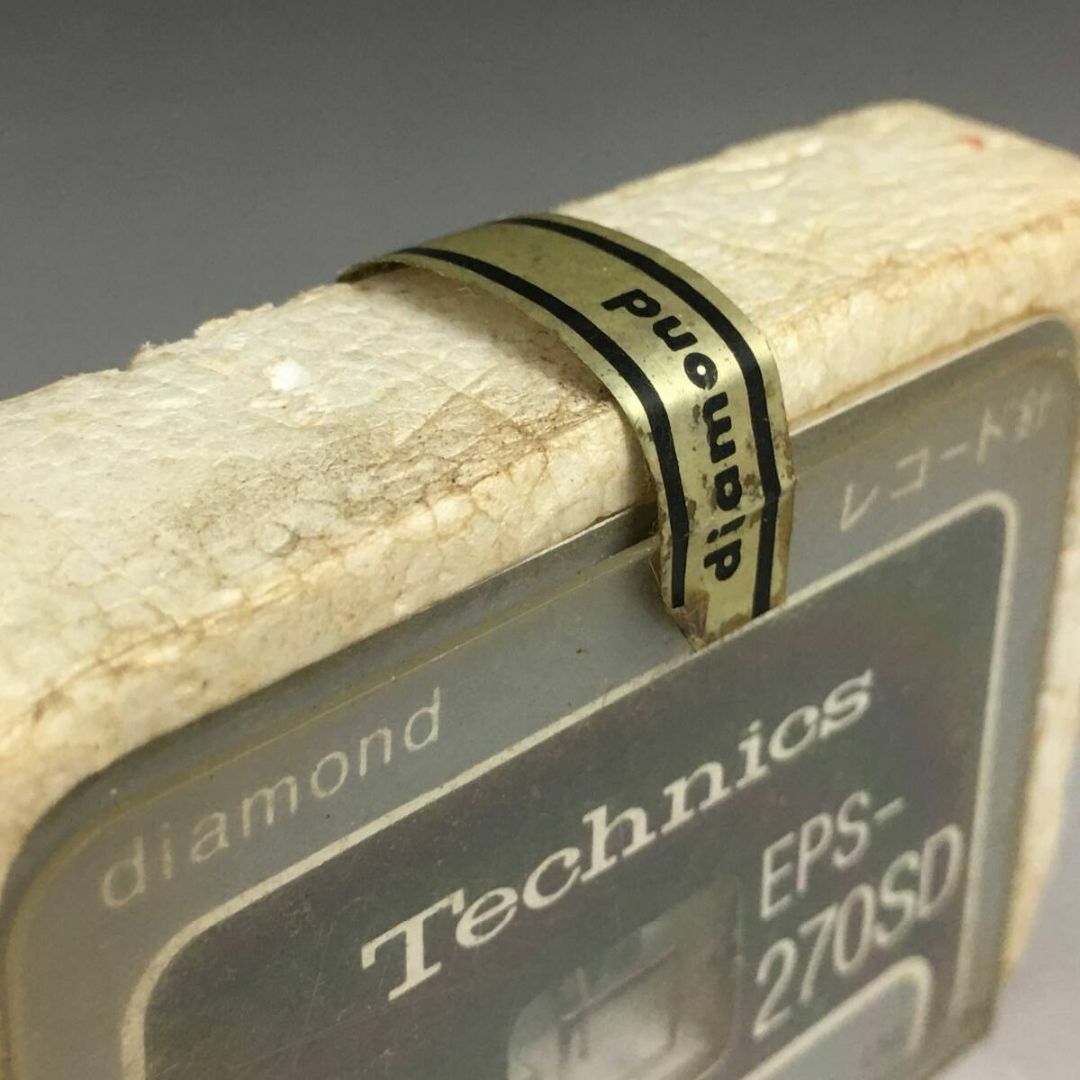 diamond
diamond
レコード針
Technics
EPS-
270SD